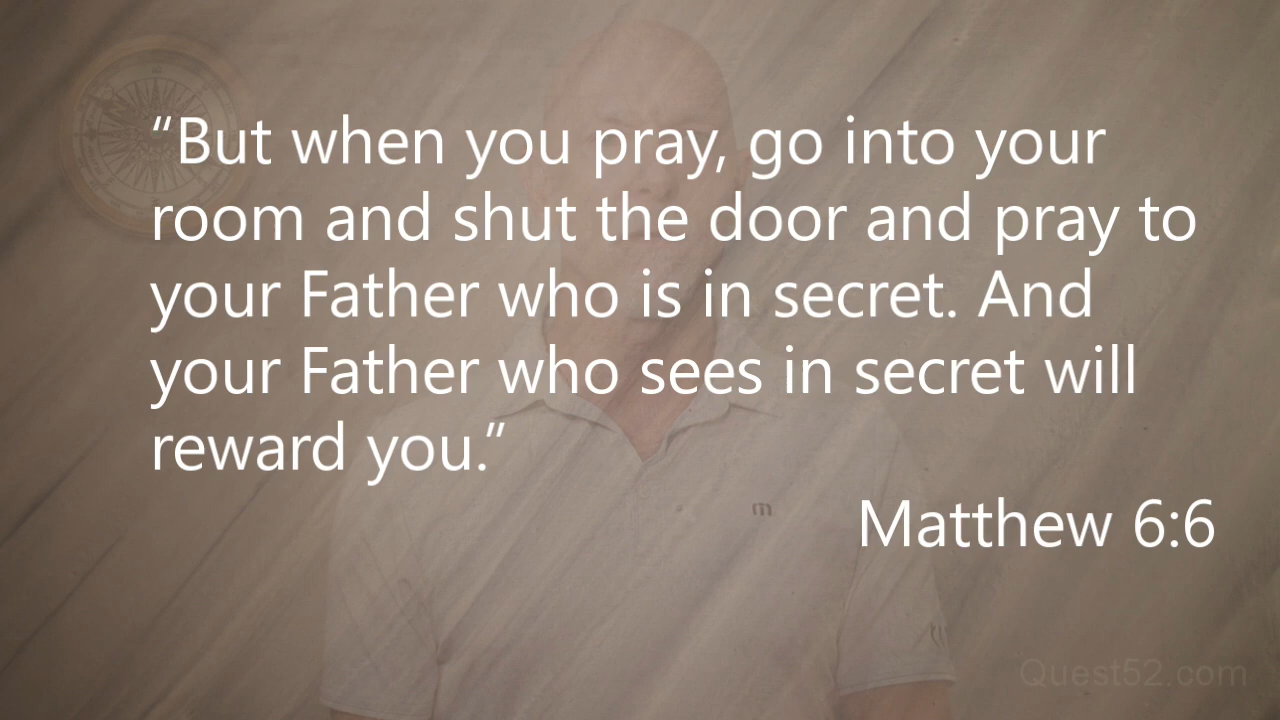 “But when you pray, go into your
room and shut the door and pray to
your Father who is in secret. And
your Father who sees in secret will
reward you.”
Matthew 6:6
m
Quest52.com